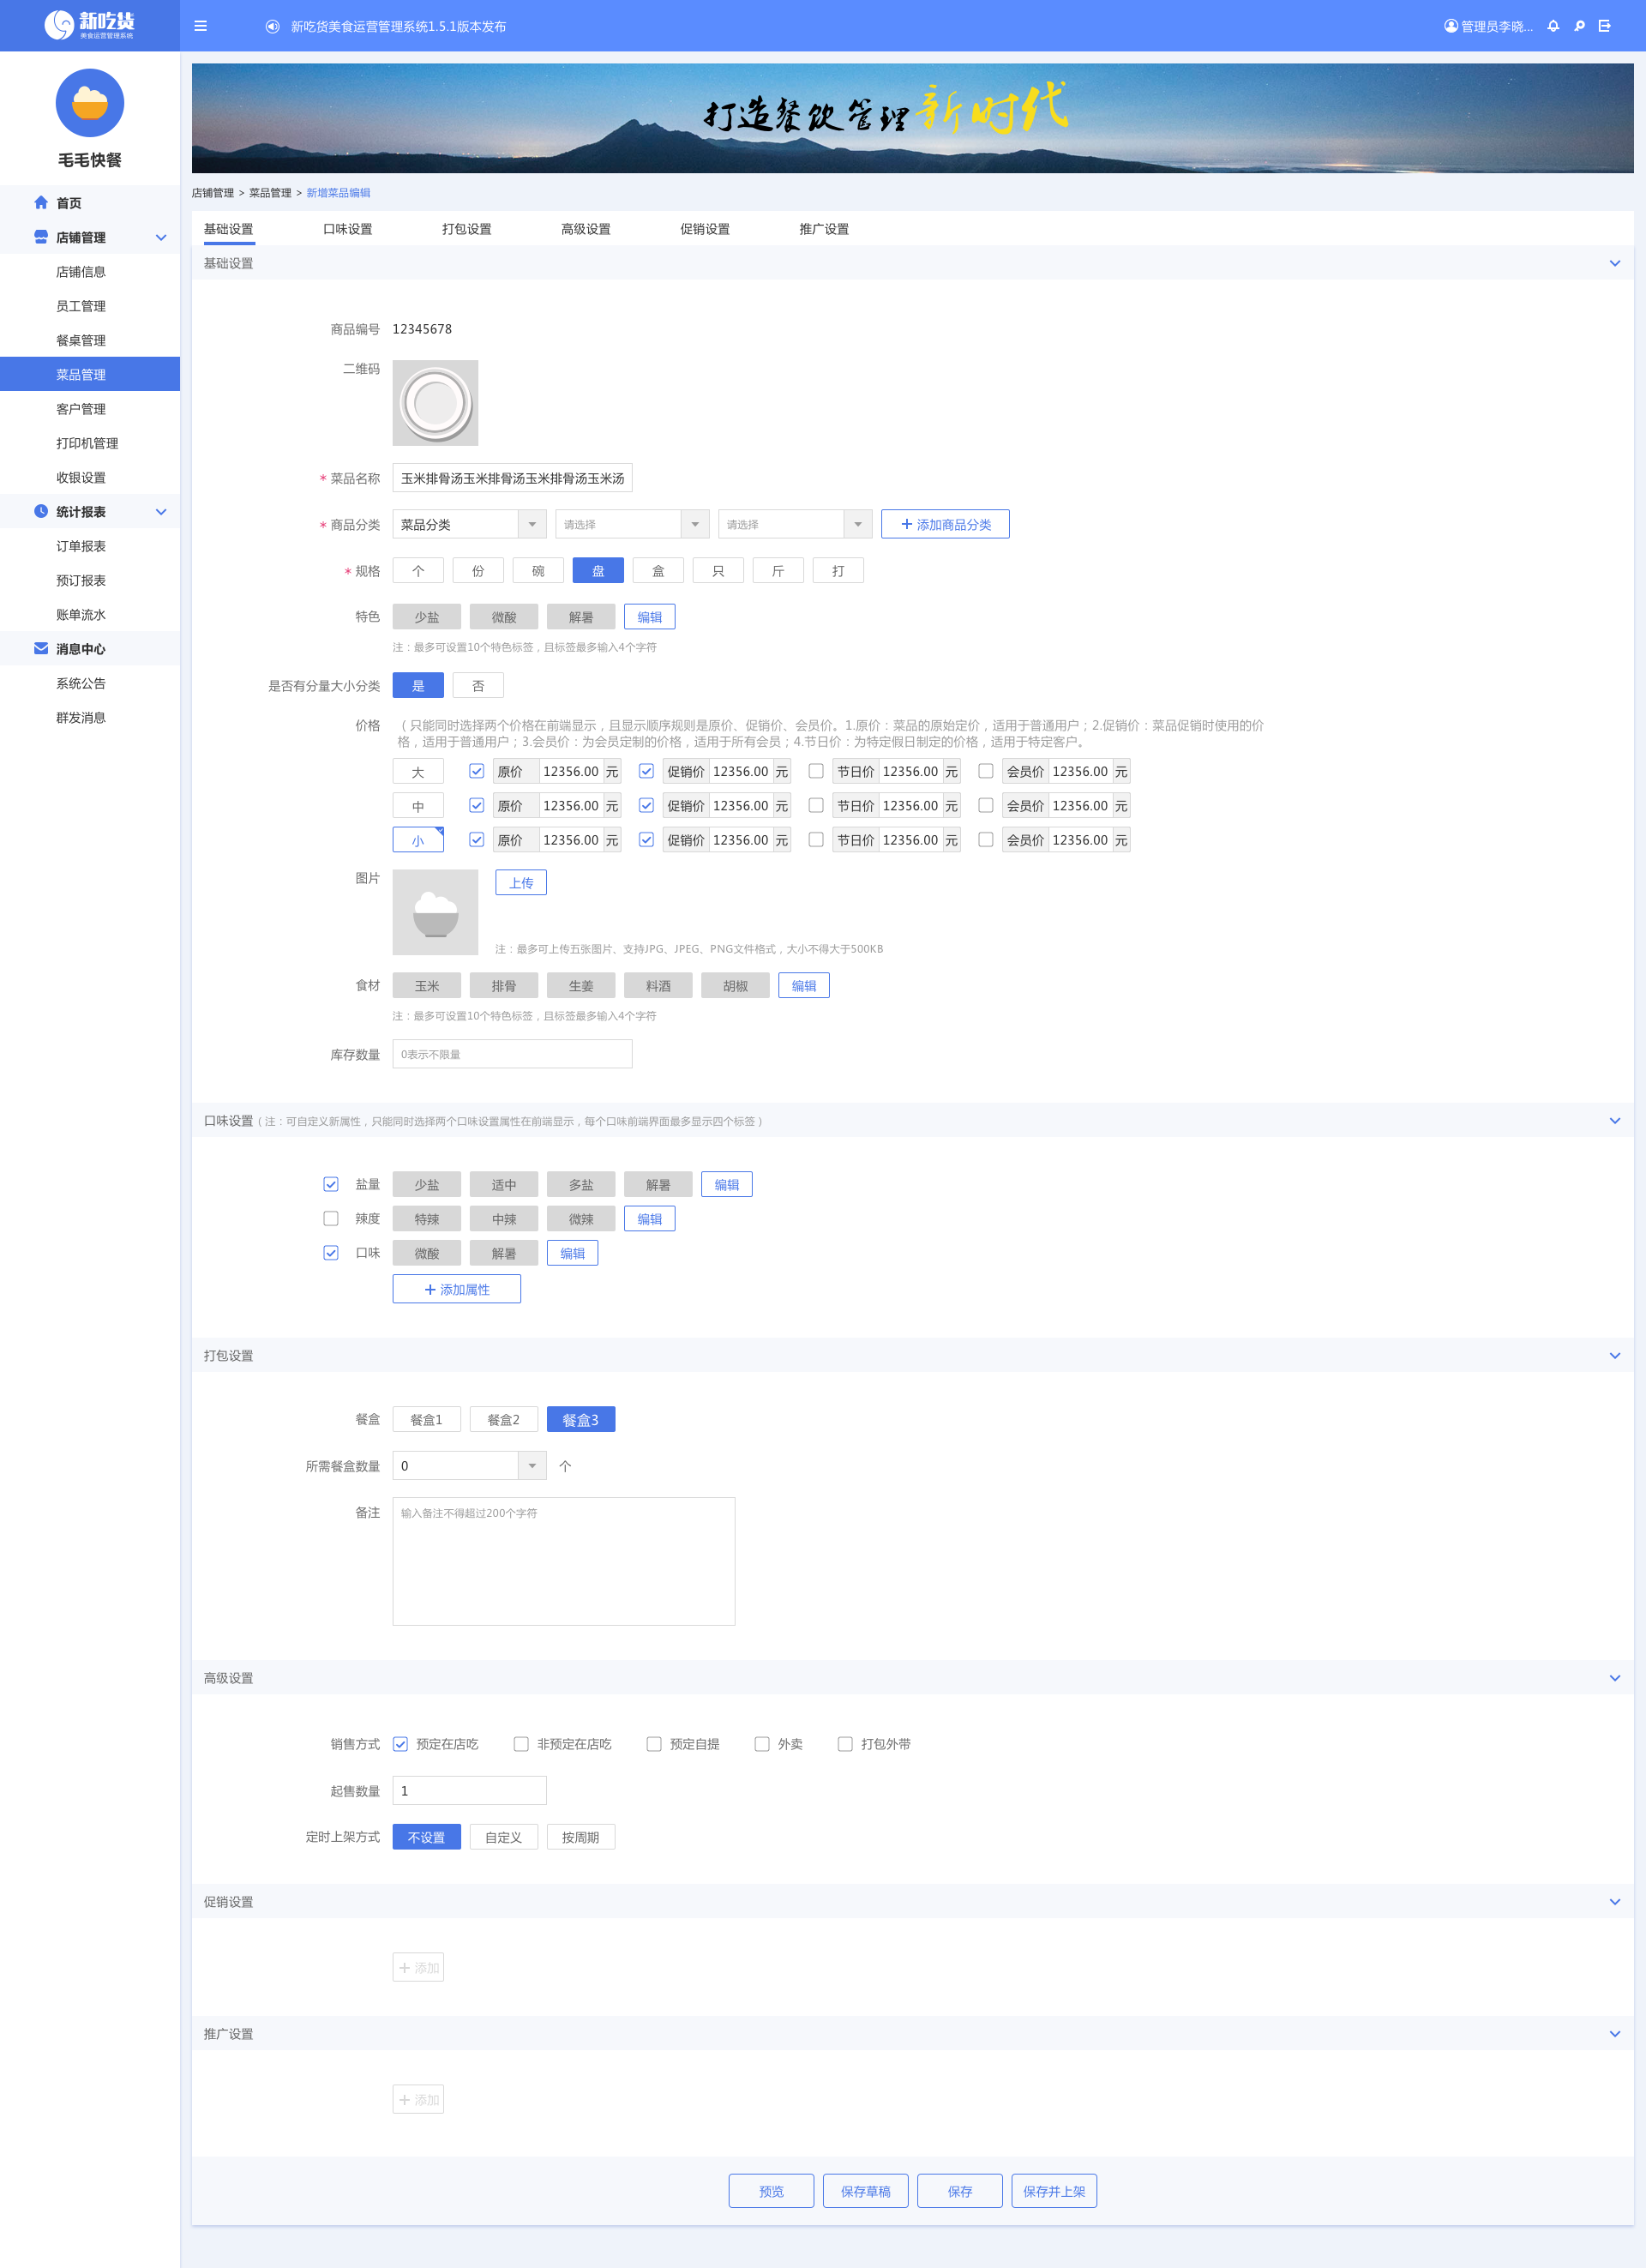 新吃货
美食运营管理系统
新吃货美食运营管理系统1.5.1版本发布
管理员李晓...
毛毛快餐
首页
店铺管理
店铺信息
员工管理
餐桌管理
菜品管理
客户管理
打印机管理
收银设置
统计报表
订单报表
预订报表
账单流水
消息中心
系统公告
群发消息
打造餐饮管理新时代
店铺管理 > 菜品管理 > 新增菜品编辑
基础设置 口味设置 打包设置 高级设置 促销设置 推广设置
基础设置
商品编号 12345678
二维码
* 菜品名称 玉米排骨汤玉米排骨汤玉米排骨汤玉米汤
* 商品分类 菜品分类 请选择 请选择 + 添加商品分类
* 规格 个 份 碗 盘 盒 只 斤 打
特色 少盐 微酸 解暑 编辑
注：最多可设置10个特色标签，且标签最多输入4个字符
是否有分量大小分类 是 否
价格 （只能同时选择两个价格在前端显示，且显示顺序规则是原价、促销价、会员价。1.原价：菜品的原始定价，适用于普通用户；2.促销价：菜品促销时使用的价
格，适用于普通用户；3.会员价：为会员定制的价格，适用于所有会员；4.节日价：为特定假日制定的价格，适用于特定客户。
大 原价 12356.00 元 促销价 12356.00 元 节日价 12356.00 元 会员价 12356.00 元
中 原价 12356.00 元 促销价 12356.00 元 节日价 12356.00 元 会员价 12356.00 元
小 原价 12356.00 元 促销价 12356.00 元 节日价 12356.00 元 会员价 12356.00 元
图片 上传
注：最多可上传五张图片、支持JPG、JPEG、PNG文件格式，大小不得大于500KB
食材 玉米 排骨 生姜 料酒 胡椒 编辑
注：最多可设置10个特色标签，且标签最多输入4个字符
库存数量 0表示不限量
口味设置（注：可自定义新属性，只能同时选择两个口味设置属性在前端显示，每个口味前端界面最多显示四个标签）
盐量 少盐 适中 多盐 解暑 编辑
辣度 特辣 中辣 微辣 编辑
口味 微酸 解暑 编辑
+ 添加属性
打包设置
餐盒 餐盒1 餐盒2 餐盒3
所需餐盒数量 0 个
备注 输入备注不得超过200个字符
高级设置
销售方式 预定在店吃 非预定在店吃 预定自提 外卖 打包外带
起售数量 1
定时上架方式 不设置 自定义 按周期
促销设置
+ 添加
推广设置
+ 添加
预览 保存草稿 保存 保存并上架